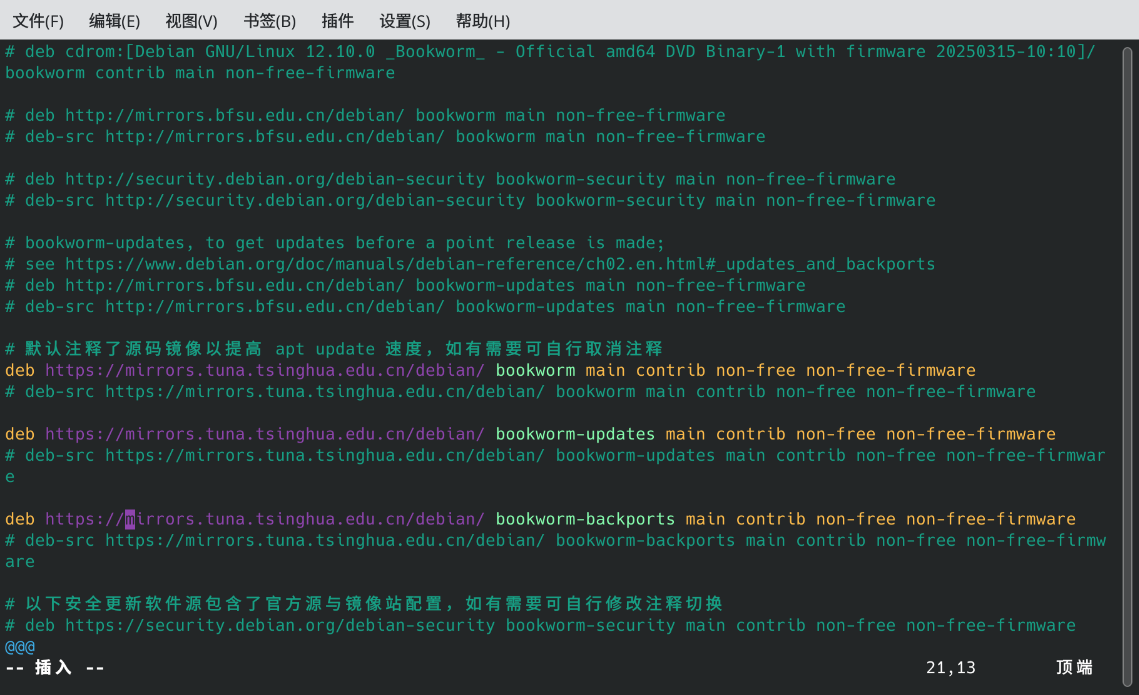 文件(F) 编辑(E) 视图(V) 书签(B) 插件 设置(S) 帮助(H)
# deb cdrom:[Debian GNU/Linux 12.10.0 _Bookworm_ - Official amd64 DVD Binary-1 with firmware 20250315-10:10]/
bookworm contrib main non-free-firmware
# deb http://mirrors.bfsu.edu.cn/debian/ bookworm main non-free-firmware
# deb-src http://mirrors.bfsu.edu.cn/debian/ bookworm main non-free-firmware
# deb http://security.debian.org/debian-security bookworm-security main non-free-firmware
# deb-src http://security.debian.org/debian-security bookworm-security main non-free-firmware
# bookworm-updates, to get updates before a point release is made;
# see https://www.debian.org/doc/manuals/debian-reference/ch02.en.html#_updates_and_backports
# deb http://mirrors.bfsu.edu.cn/debian/ bookworm-updates main non-free-firmware
# deb-src http://mirrors.bfsu.edu.cn/debian/ bookworm-updates main non-free-firmware
# 默认注释了源码镜像以提高 apt update 速度，如有需要可自行取消注释
deb https://mirrors.tuna.tsinghua.edu.cn/debian/ bookworm main contrib non-free non-free-firmware
# deb-src https://mirrors.tuna.tsinghua.edu.cn/debian/ bookworm main contrib non-free non-free-firmware
deb https://mirrors.tuna.tsinghua.edu.cn/debian/ bookworm-updates main contrib non-free non-free-firmware
# deb-src https://mirrors.tuna.tsinghua.edu.cn/debian/ bookworm-updates main contrib non-free non-free-firmwar
e
deb https://mirrors.tuna.tsinghua.edu.cn/debian/ bookworm-backports main contrib non-free non-free-firmware
# deb-src https://mirrors.tuna.tsinghua.edu.cn/debian/ bookworm-backports main contrib non-free non-free-firmw
are
# 以下安全更新软件源包含了官方源与镜像站配置，如有需要可自行修改注释切换
# deb https://security.debian.org/debian-security bookworm-security main contrib non-free non-free-firmware
@@@
-- 插入 -- 21,13 顶端